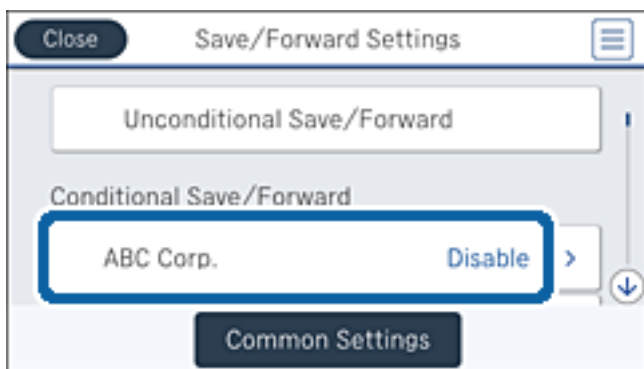 Close Save/Forward Settings
Unconditional Save/Forward
Conditional Save/Forward
ABC Corp. Disable >
Common Settings